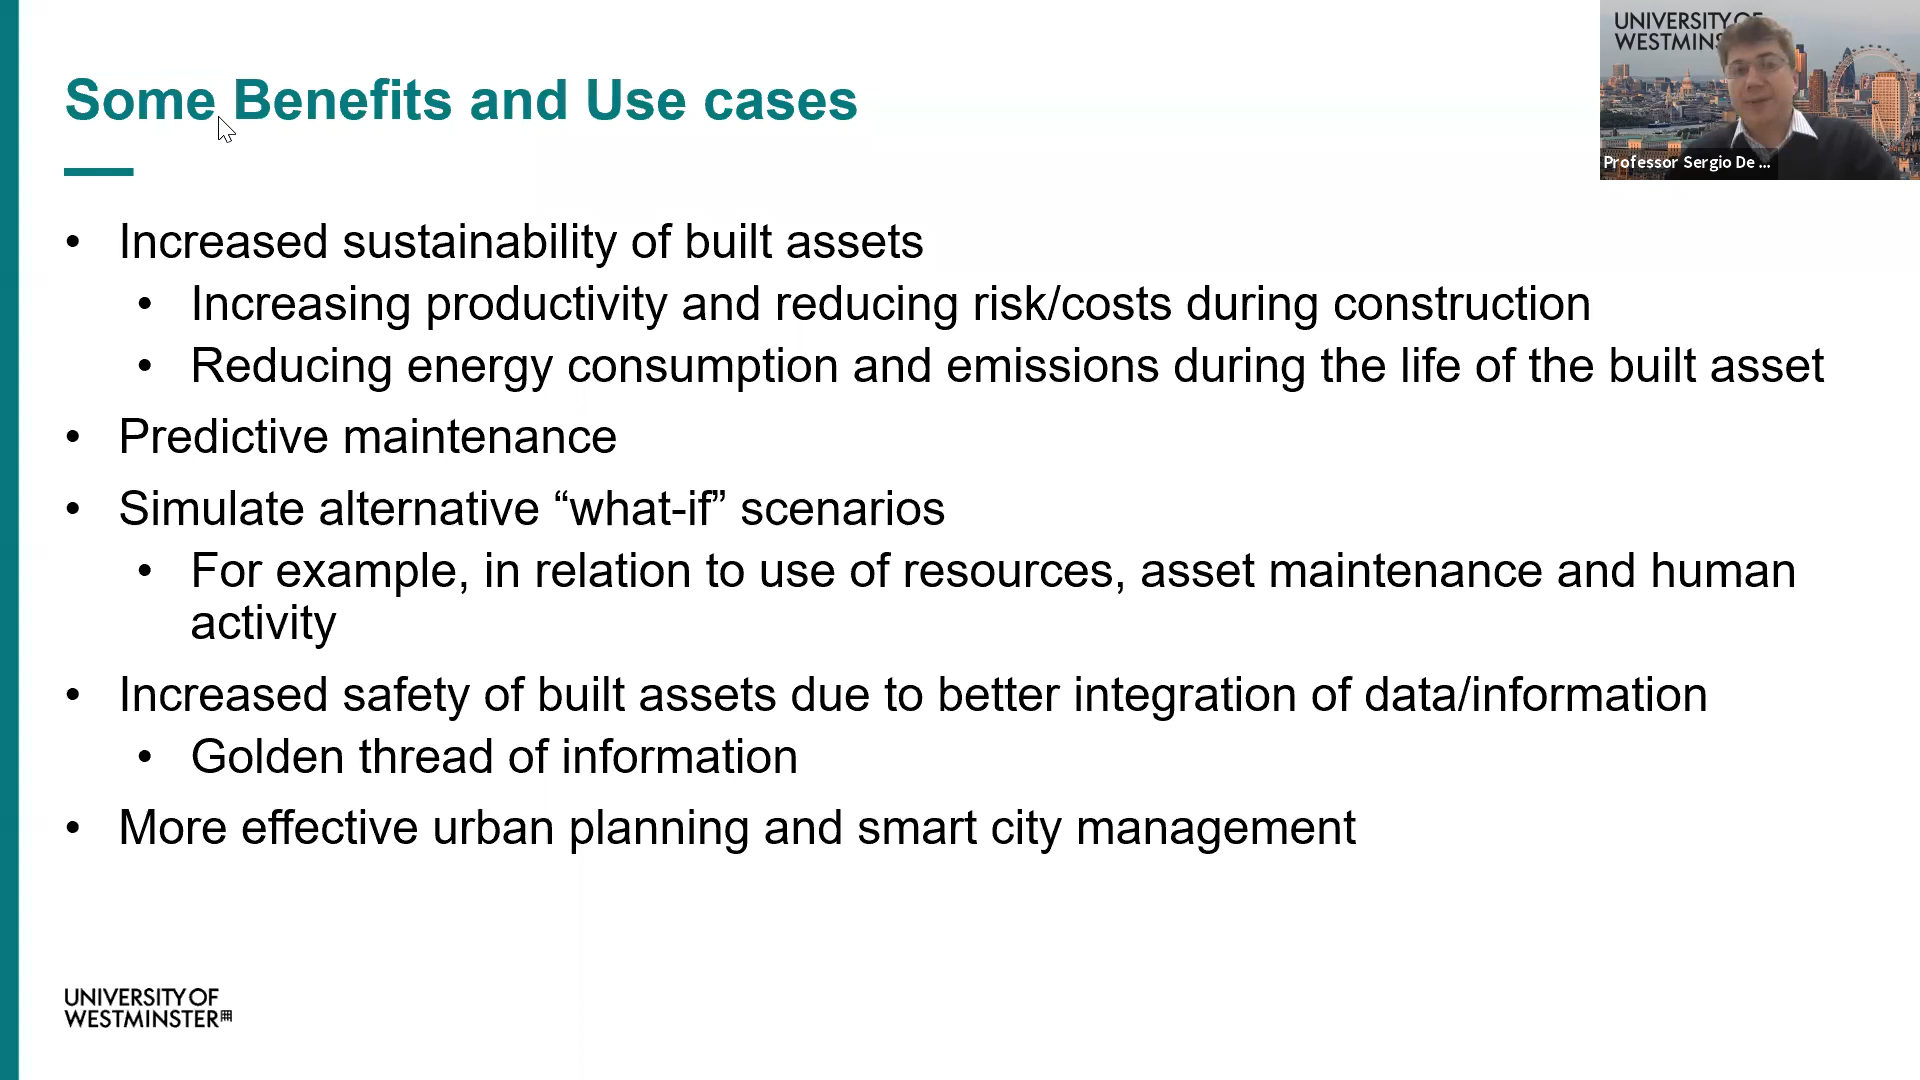 Some Benefits and Use cases
UNIVERSITY OF
WESTMINS
Professor Sergio De ...
• Increased sustainability of built assets
• Increasing productivity and reducing risk/costs during construction
• Reducing energy consumption and emissions during the life of the built asset
• Predictive maintenance
• Simulate alternative “what-if” scenarios
• For example, in relation to use of resources, asset maintenance and human
activity
• Increased safety of built assets due to better integration of data/information
• Golden thread of information
• More effective urban planning and smart city management
UNIVERSITY OF
WESTMINSTER